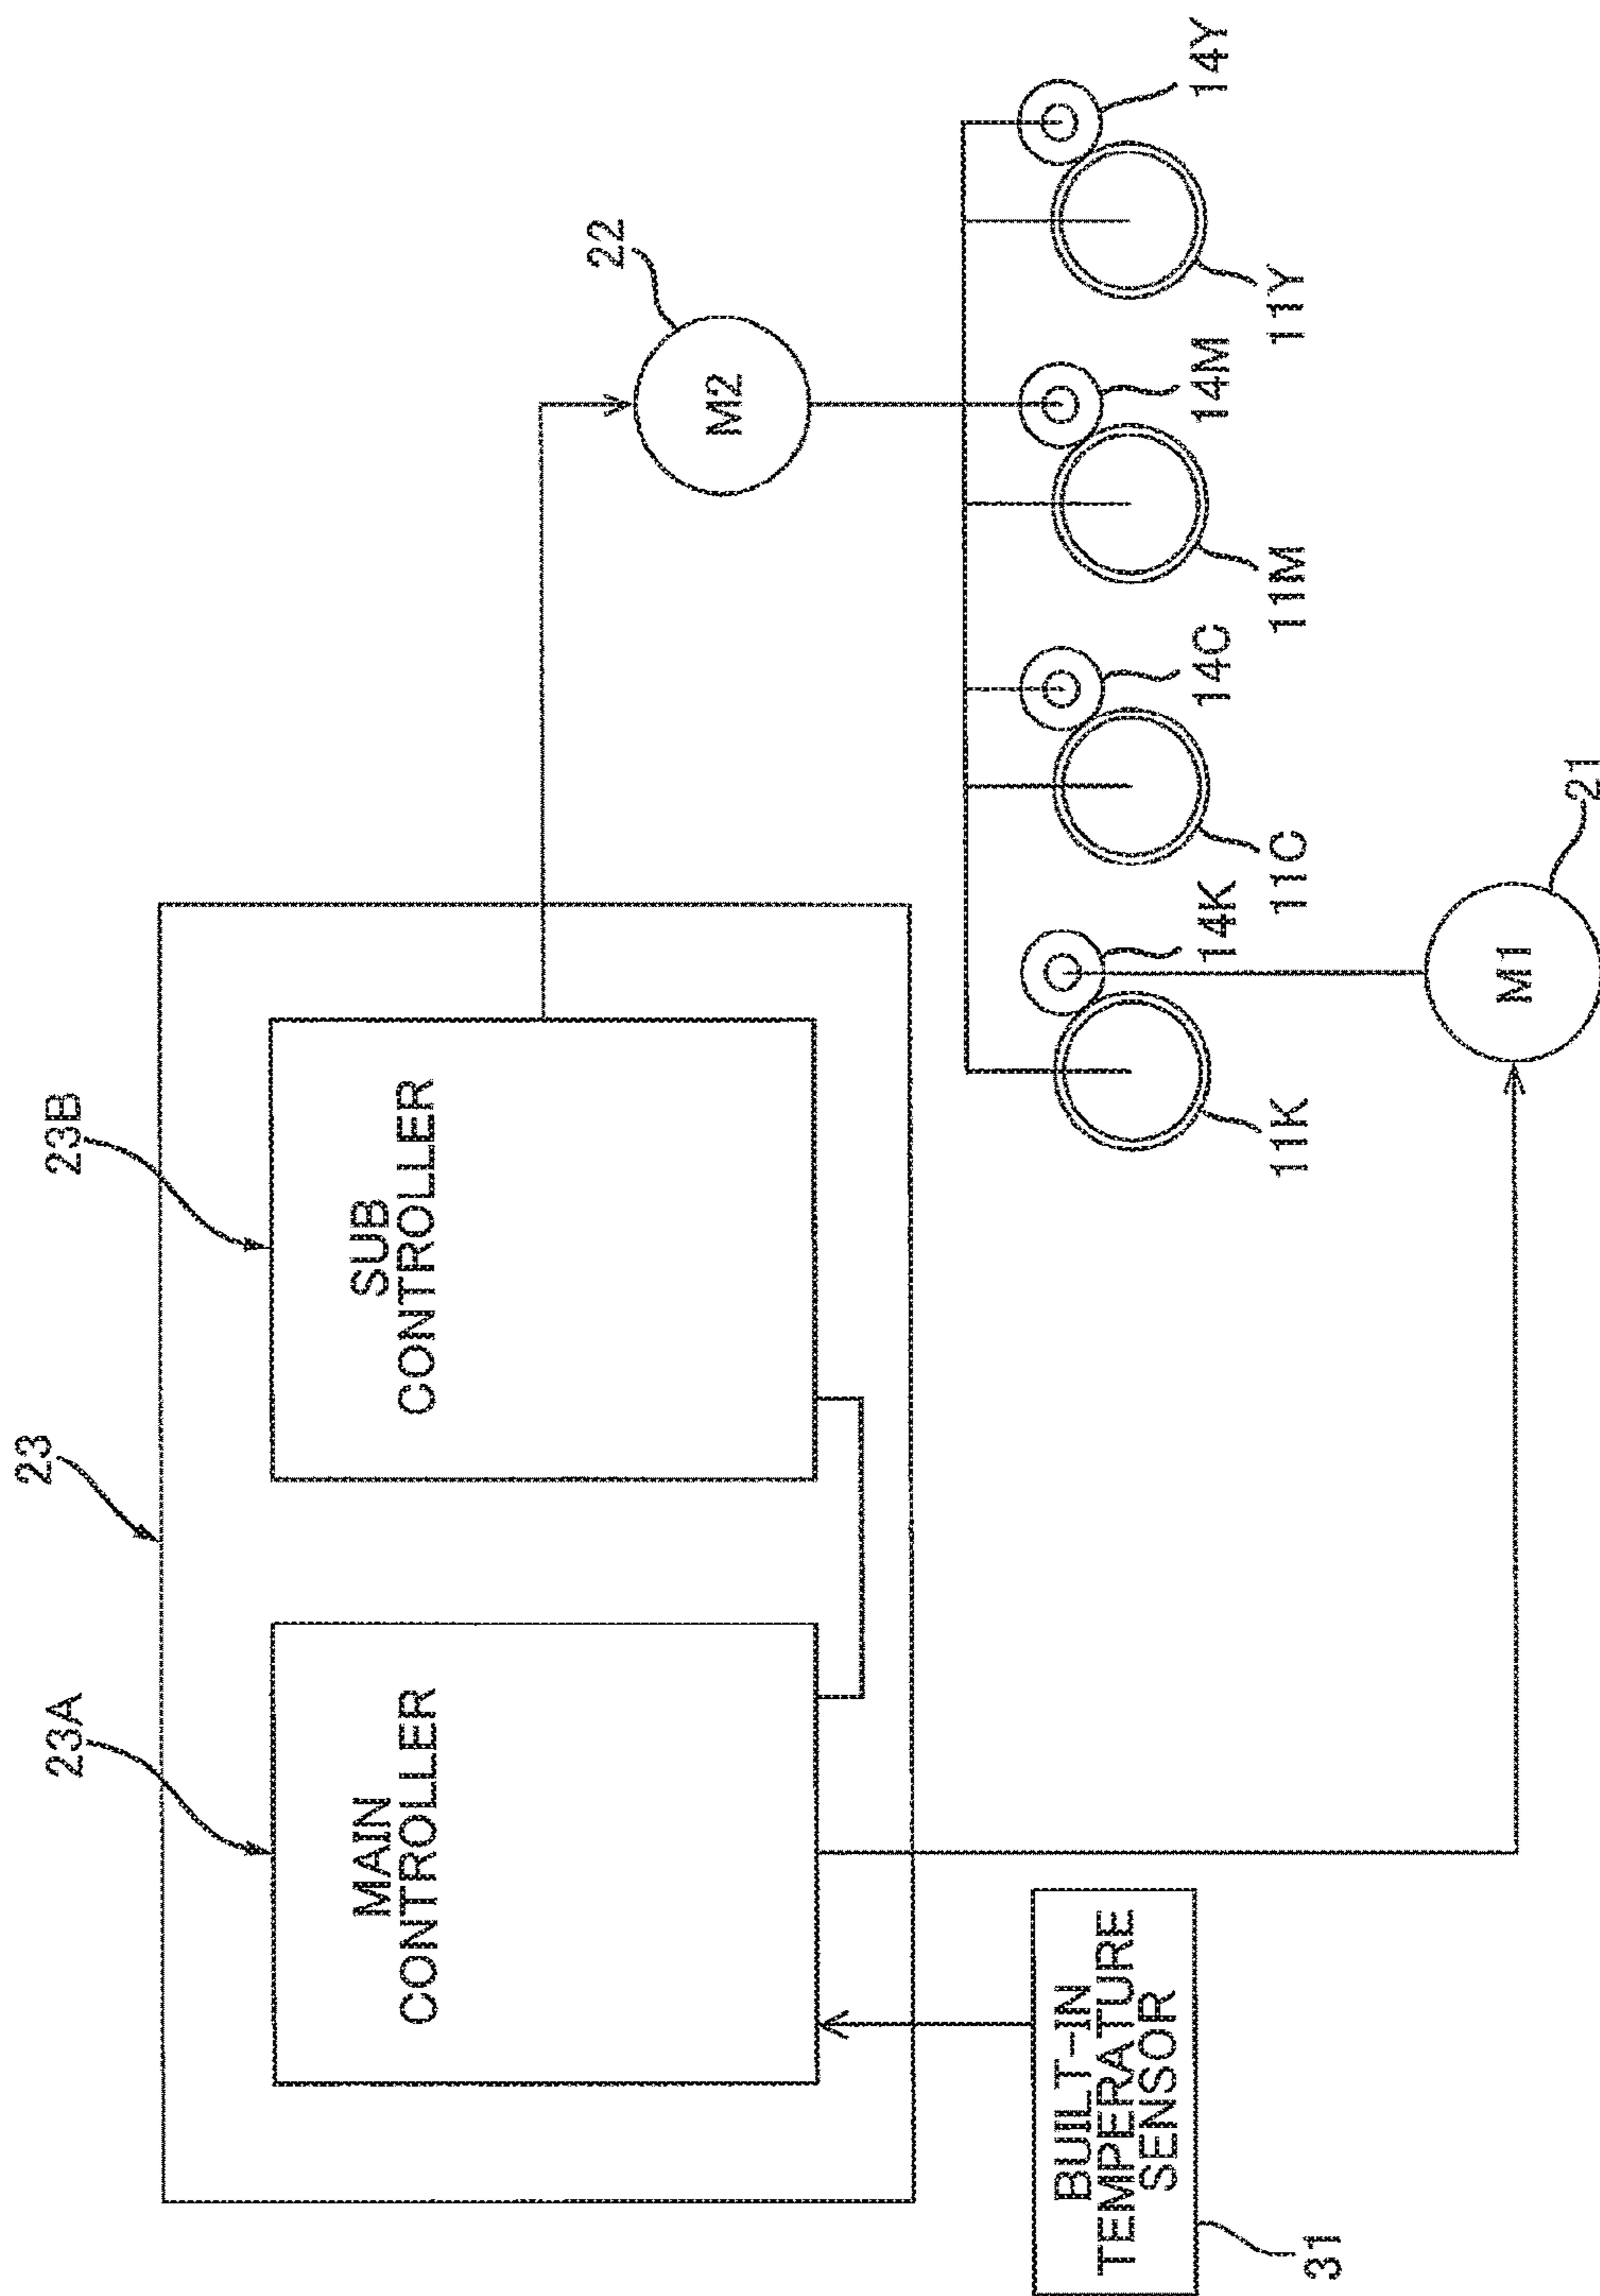 23
23A
23B
MAIN
CONTROLLER
SUB
CONTROLLER
22
M2
BUILT-IN
TEMPERATURE
SENSOR
31
14K
14C
14M
14Y
11K
11C
11M
11Y
M1
21